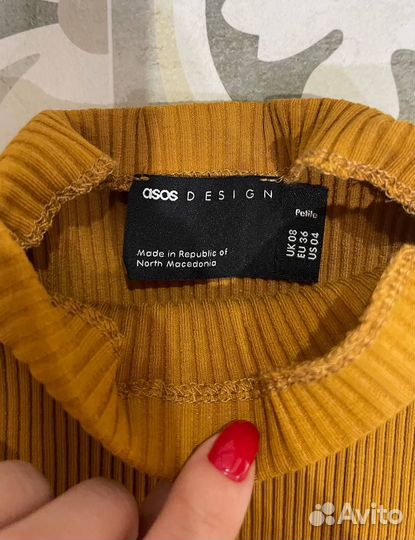 asos DESIGN
Petite
Made in Republic of
North Macedonia
UK 08
EU 36
US 04
Avito